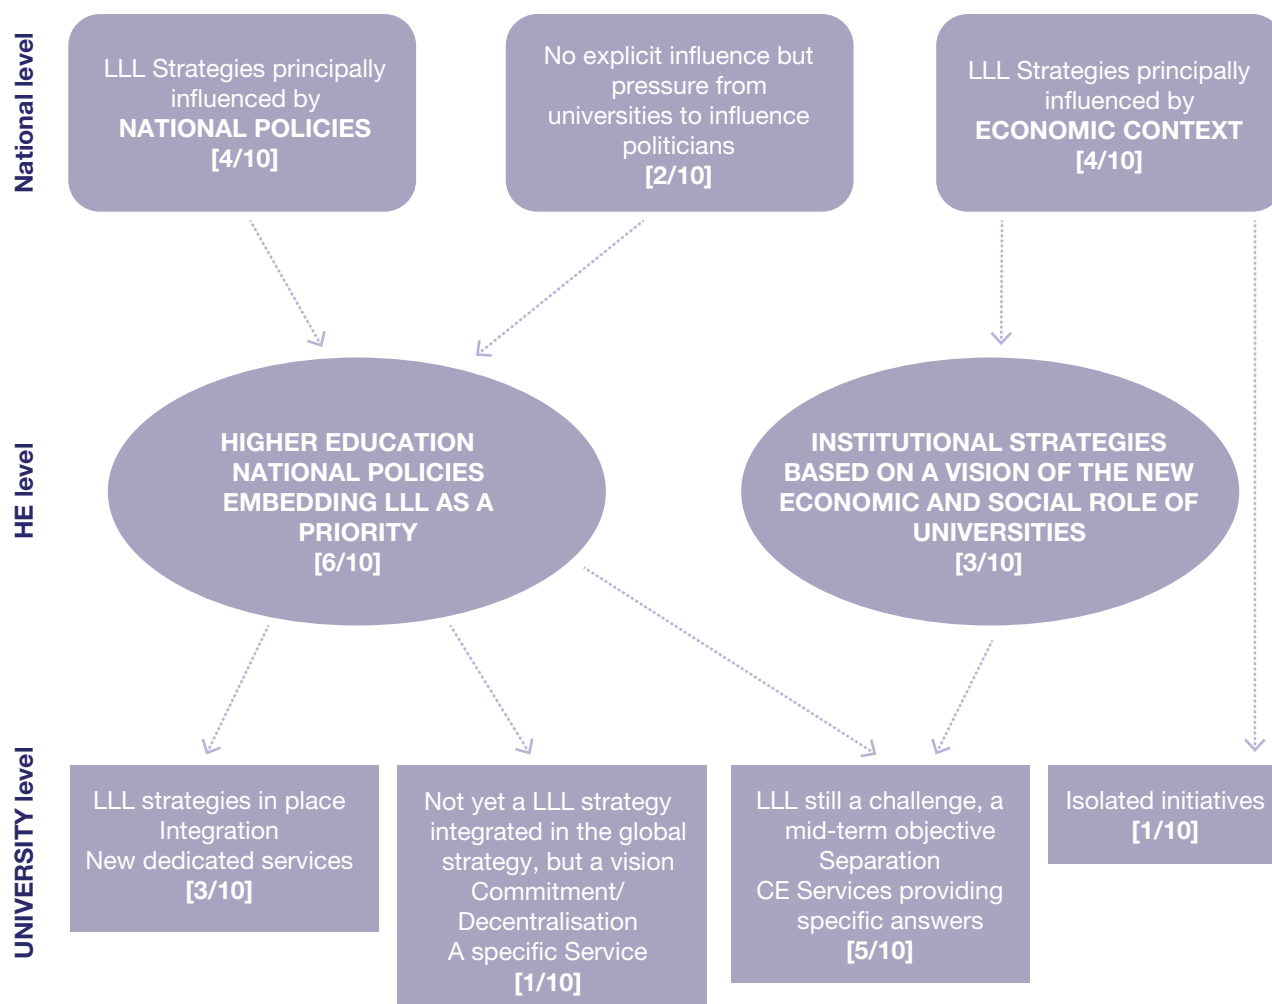 National level
LLL Strategies principally
influenced by
NATIONAL POLICIES
[4/10]
No explicit influence but
pressure from
universities to influence
politicians
[2/10]
LLL Strategies principally
influenced by
ECONOMIC CONTEXT
[4/10]
HE level
HIGHER EDUCATION
NATIONAL POLICIES
EMBEDDING LLL AS A
PRIORITY
[6/10]
INSTITUTIONAL STRATEGIES
BASED ON A VISION OF THE NEW
ECONOMIC AND SOCIAL ROLE OF
UNIVERSITIES
[3/10]
UNIVERSITY level
LLL strategies in place
Integration
New dedicated services
[3/10]
Not yet a LLL strategy
integrated in the global
strategy, but a vision
Commitment/
Decentralisation
A specific Service
[1/10]
LLL still a challenge, a
mid-term objective
Separation
CE Services providing
specific answers
[5/10]
Isolated initiatives
[1/10]